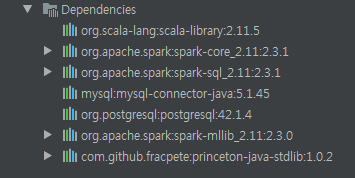 Dependencies
org.scala-lang:scala-library:2.11.5
org.apache.spark:spark-core_2.11:2.3.1
org.apache.spark:spark-sql_2.11:2.3.1
mysql:mysql-connector-java:5.1.45
org.postgresql:postgresql:42.1.4
org.apache.spark:spark-mllib_2.11:2.3.0
com.github.fracpete:princeton-java-stdlib:1.0.2